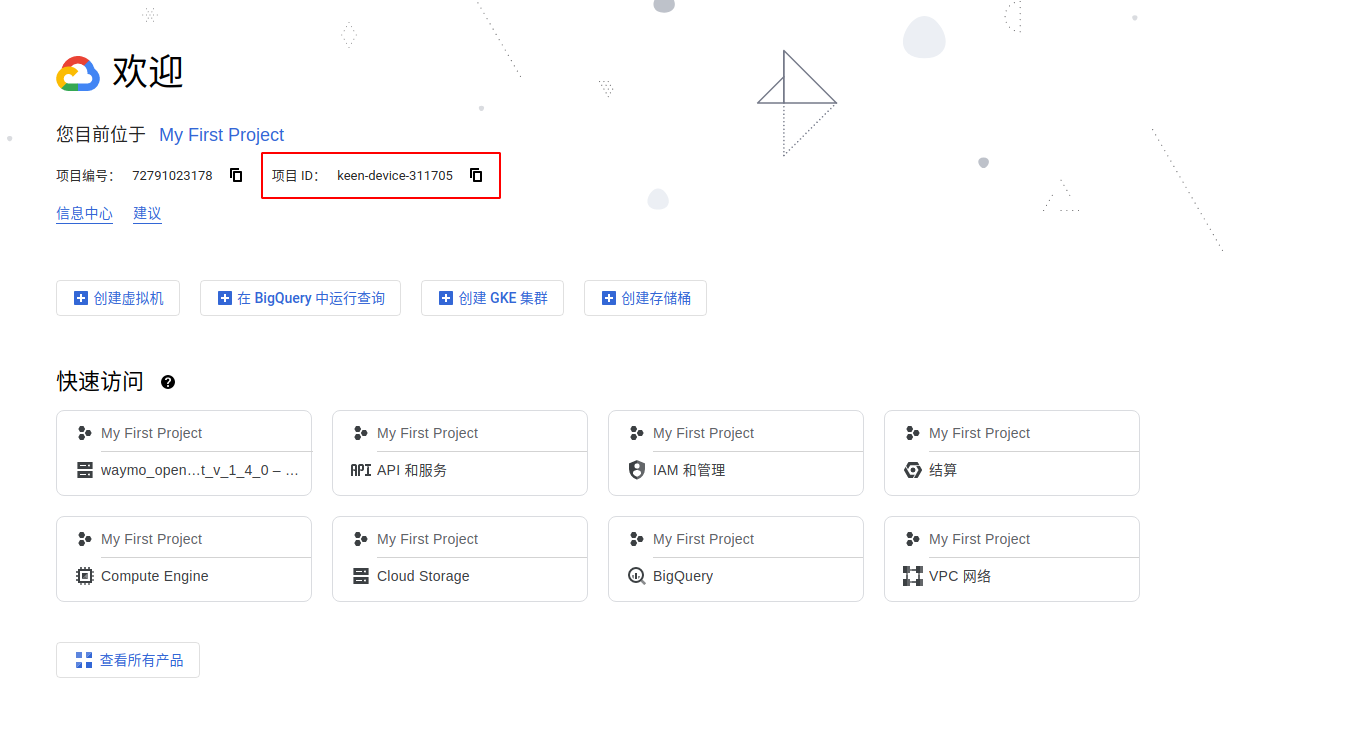 欢迎
您目前位于 My First Project
项目编号： 72791023178 项目 ID： keen-device-311705
信息中心 建议
创建虚拟机 在 BigQuery 中运行查询 创建 GKE 集群 创建存储桶
快速访问
My First Project My First Project My First Project My First Project
waymo_open...t_v_1_4_0 – ... API API 和服务 IAM 和管理 结算
My First Project My First Project My First Project My First Project
Compute Engine Cloud Storage BigQuery VPC 网络
查看所有产品